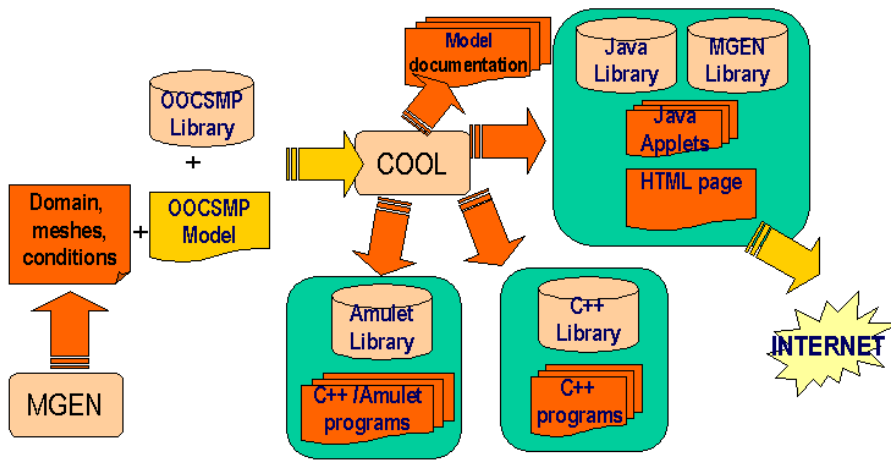 Model
documentation
Java
Library
MGEN
Library
OOCSMP
Library
+
COOL
Java
Applets
HTML page
Domain,
meshes,
conditions
+
OOCSMP
Model
Amulet
Library
C++
Library
INTERNET
MGEN
C++ /Amulet
programs
C++
programs